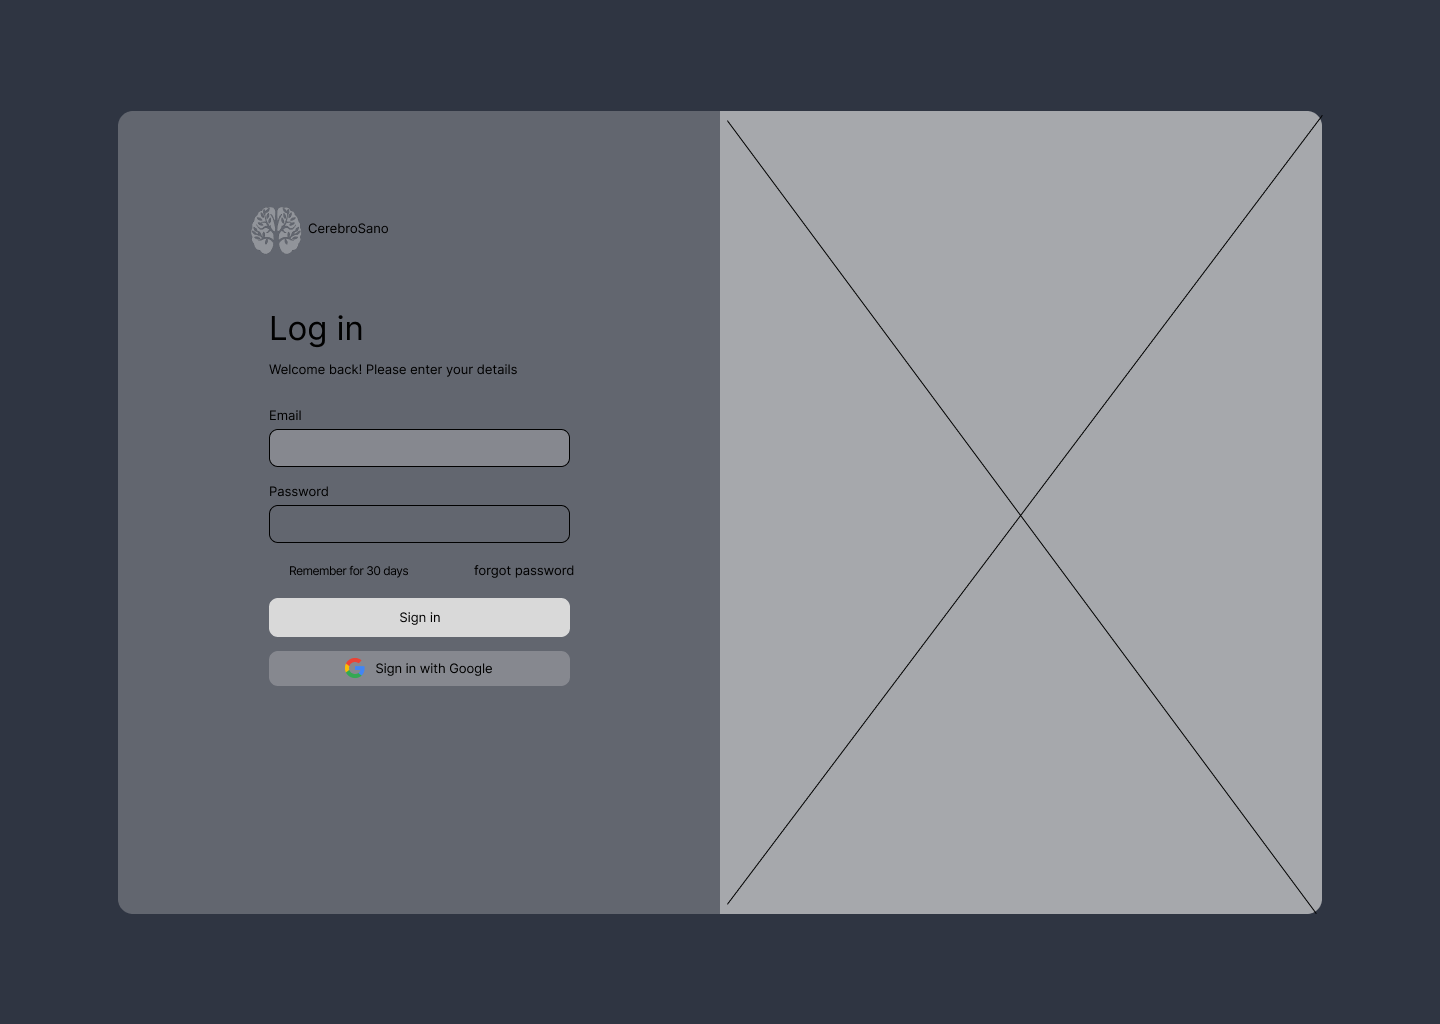 CerebroSano
Log in
Welcome back! Please enter your details
Email
Password
Remember for 30 days
forgot password
Sign in
Sign in with Google